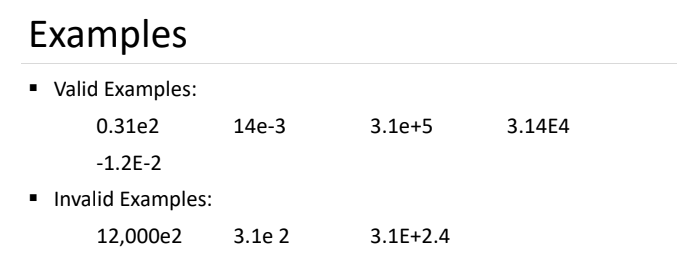 Examples
▪ Valid Examples:
0.31e2 14e-3 3.1e+5 3.14E4
-1.2E-2
▪ Invalid Examples:
12,000e2 3.1e 2 3.1E+2.4